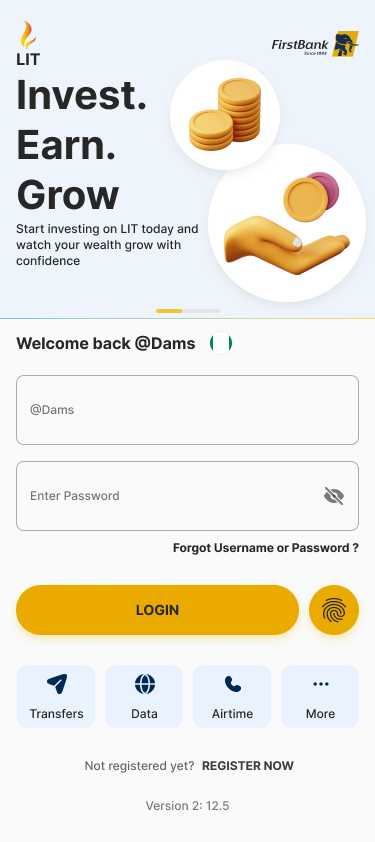 LIT
FirstBank
Since 1894
Invest.
Earn.
Grow
Start investing on LIT today and
watch your wealth grow with
confidence
Welcome back @Dams
@Dams
Enter Password
Forgot Username or Password ?
LOGIN
Transfers
Data
Airtime
More
Not registered yet? REGISTER NOW
Version 2: 12.5